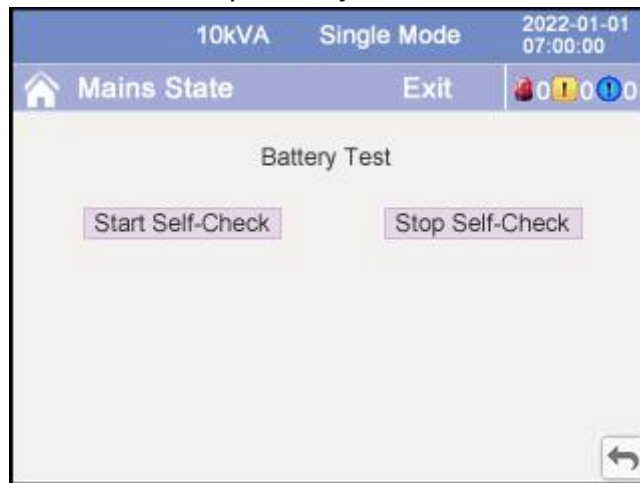 10kVA Single Mode 2022-01-01
07:00:00
Mains State Exit 0 0 0
Battery Test
Start Self-Check Stop Self-Check